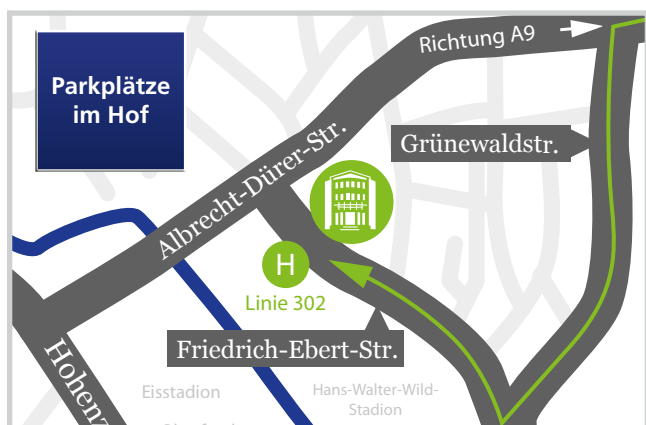 Parkplätze
im Hof
Richtung A9
Grünewaldstr.
Albrecht-Dürer-Str.
H
Linie 302
Friedrich-Ebert-Str.
Eisstadion
Hans-Walter-Wild-
Stadion